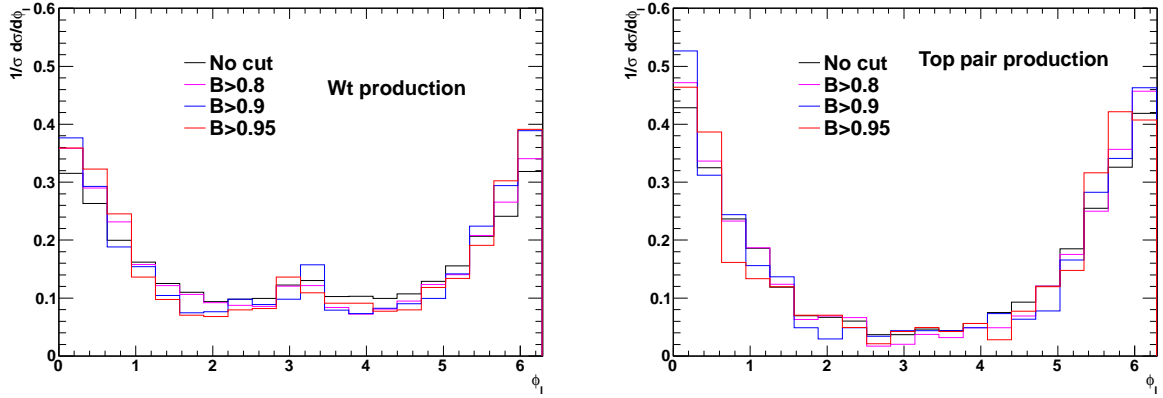 1/σ dσ/dϕ_l
0.6
0.5
0.4
0.3
0.2
0.1
0
No cut
B>0.8
B>0.9
B>0.95
Wt production
0 1 2 3 4 5 6
ϕ_l
1/σ dσ/dϕ_l
0.6
0.5
0.4
0.3
0.2
0.1
0
No cut
B>0.8
B>0.9
B>0.95
Top pair production
0 1 2 3 4 5 6
ϕ_l